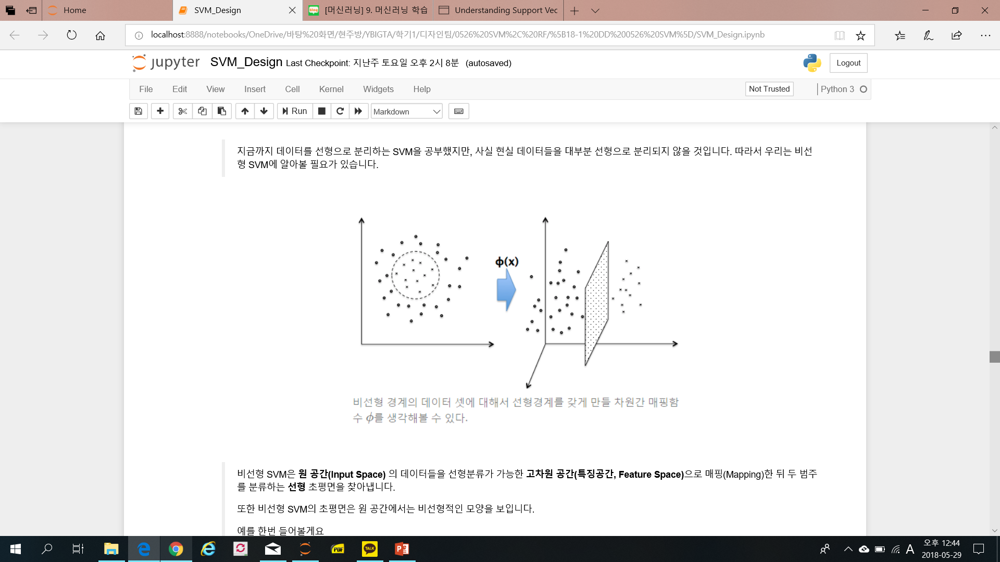 Home
SVM_Design
[머신러닝] 9. 머신러닝 학습
Understanding Support Vec
localhost:8888/notebooks/OneDrive/바탕%20화면/현주방/YBIGTA/학기1/디자인팀/0526%20SVM%2C%20RF/%5B18-1%20DD%200526%20SVM%5D/SVM_Design.ipynb
jupyter SVM_Design Last Checkpoint: 지난주 토요일 오후 2시 8분 (autosaved)
Logout
File Edit View Insert Cell Kernel Widgets Help
Not Trusted
Python 3
Run
Markdown
지금까지 데이터를 선형으로 분리하는 SVM을 공부했지만, 사실 현실 데이터들을 대부분 선형으로 분리되지 않을 것입니다. 따라서 우리는 비선
형 SVM에 알아볼 필요가 있습니다.
ϕ(x)
비선형 경계의 데이터 셋에 대해서 선형경계를 갖게 만들 차원간 매핑함
수 ϕ를 생각해볼 수 있다.
비선형 SVM은 원 공간(Input Space) 의 데이터들을 선형분류가 가능한 고차원 공간(특징공간, Feature Space)으로 매핑(Mapping)한 뒤 두 범주
를 분류하는 선형 초평면을 찾아냅니다.
또한 비선형 SVM의 초평면은 원 공간에서는 비선형적인 모양을 보입니다.
예를 한번 들어볼게요
PDF
TALK
A
오후 12:44
2018-05-29